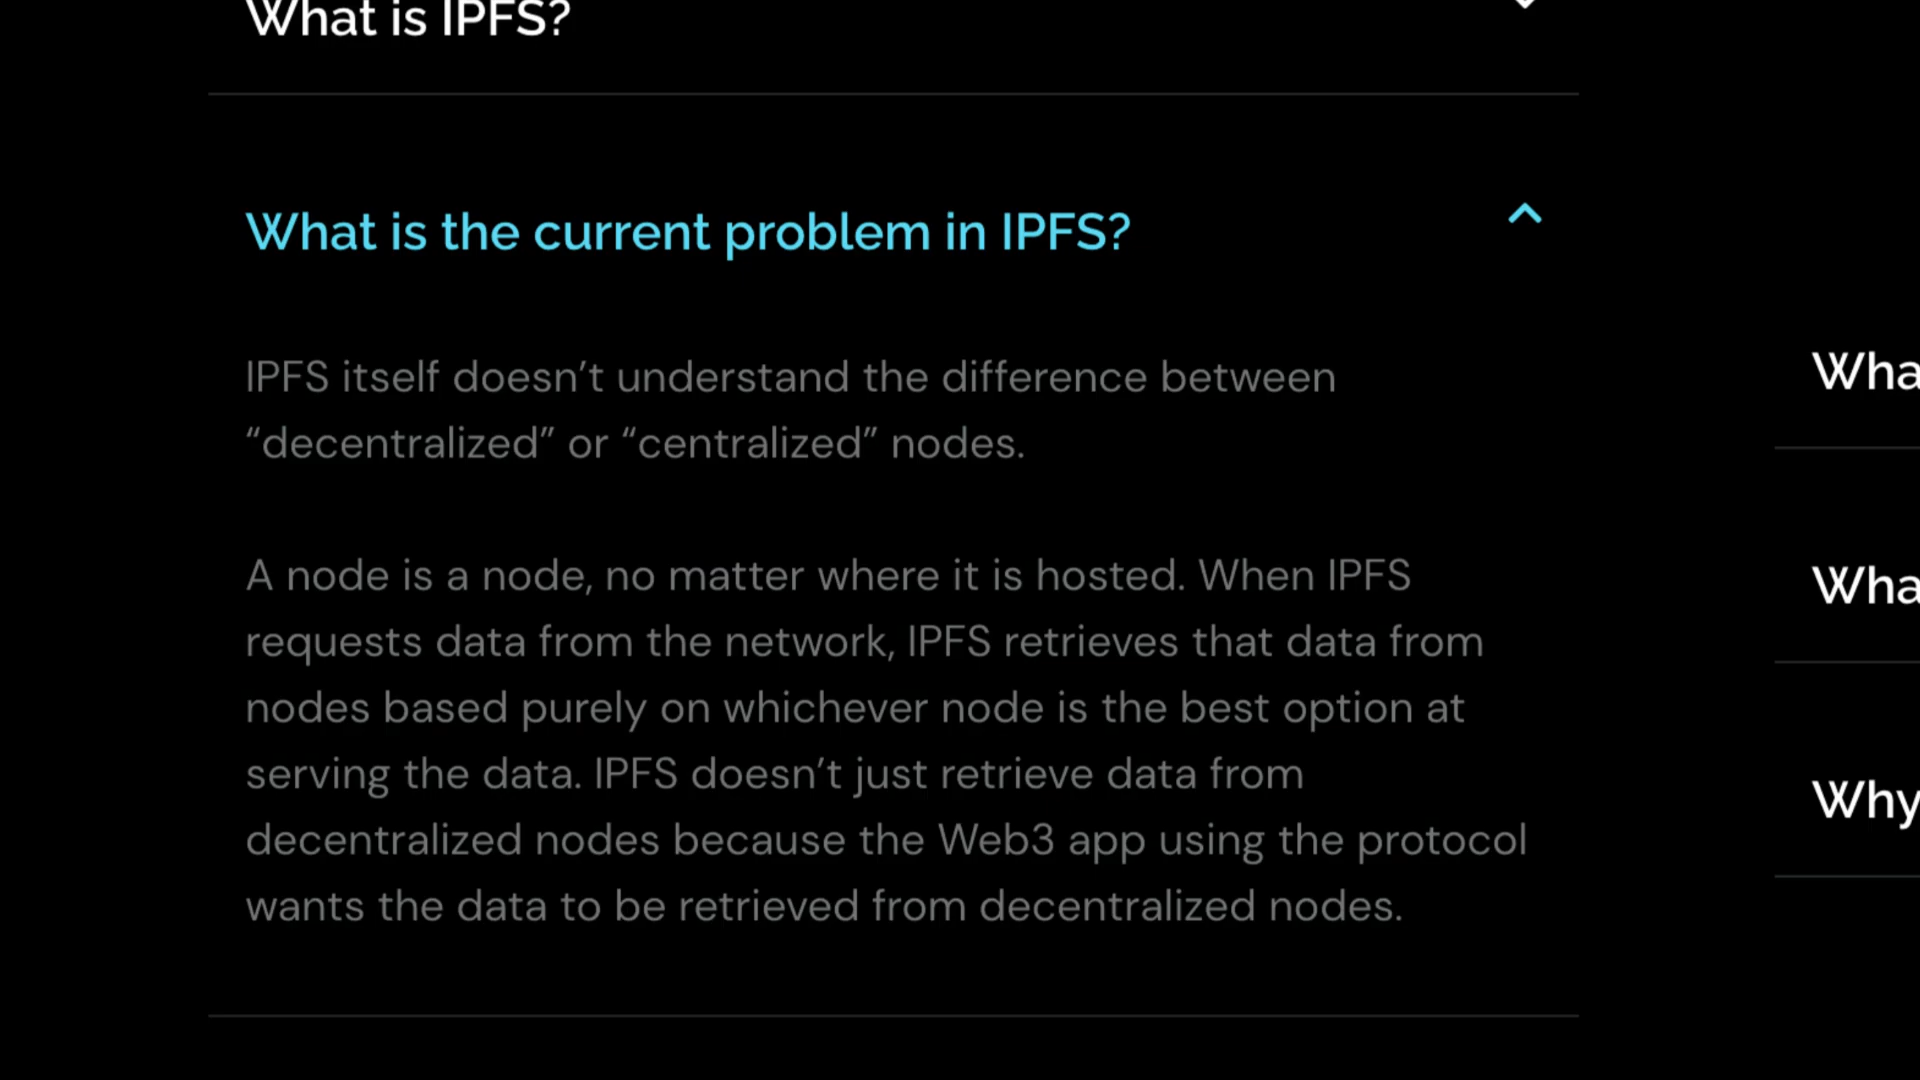 What is IPFS?
What is the current problem in IPFS?
IPFS itself doesn’t understand the difference between
“decentralized” or “centralized” nodes.
A node is a node, no matter where it is hosted. When IPFS
requests data from the network, IPFS retrieves that data from
nodes based purely on whichever node is the best option at
serving the data. IPFS doesn’t just retrieve data from
decentralized nodes because the Web3 app using the protocol
wants the data to be retrieved from decentralized nodes.
Wha
Wha
Why